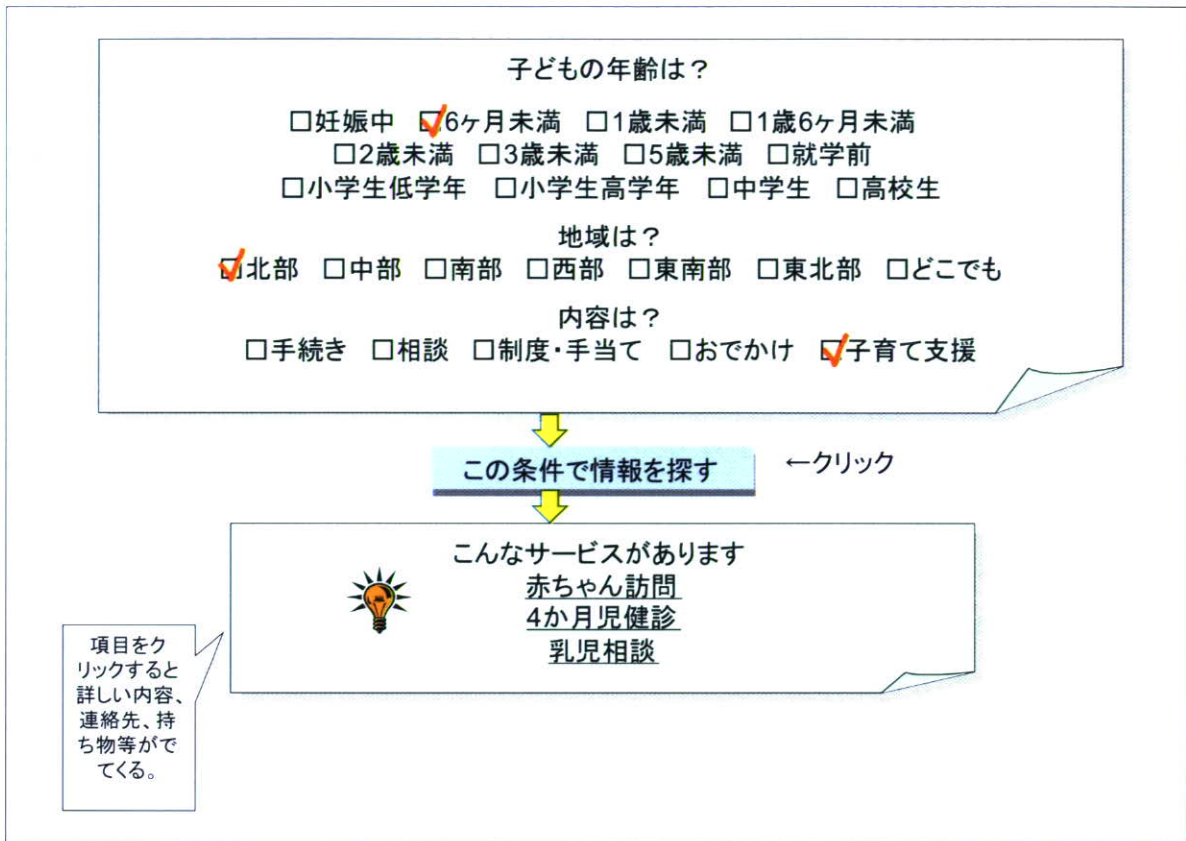 子どもの年齢は？
□妊娠中 ☑6ヶ月未満 □1歳未満 □1歳6ヶ月未満
□2歳未満 □3歳未満 □5歳未満 □就学前
□小学生低学年 □小学生高学年 □中学生 □高校生
地域は？
☑北部 □中部 □南部 □西部 □東南部 □東北部 □どこでも
内容は？
□手続き □相談 □制度・手当て □おでかけ ☑子育て支援
この条件で情報を探す ←クリック
こんなサービスがあります
赤ちゃん訪問
4か月児健診
乳児相談
項目をク
リックすると
詳しい内容、
連絡先、持
ち物等がで
てくる。